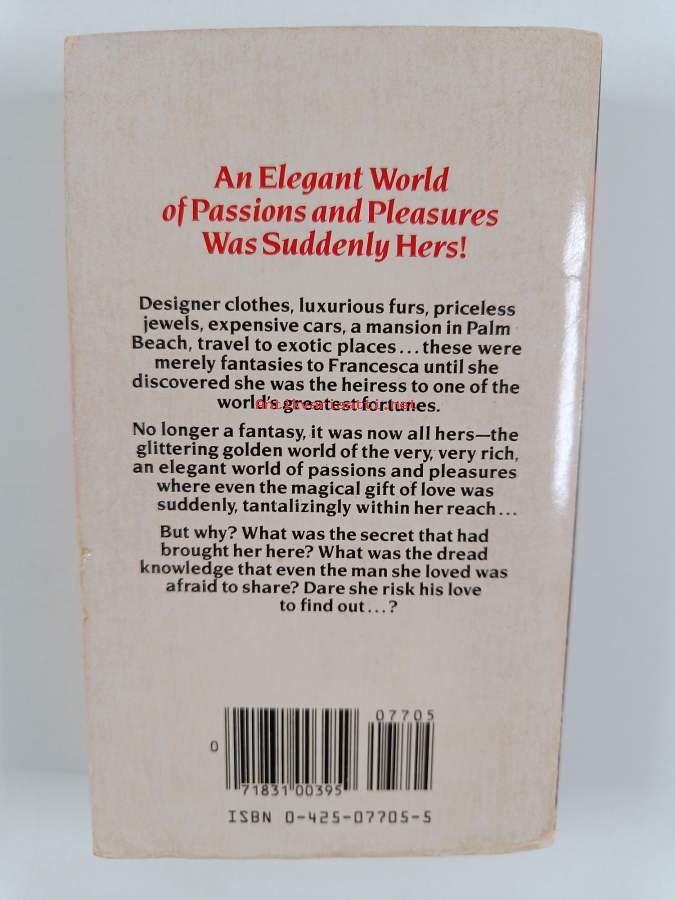 An Elegant World
of Passions and Pleasures
Was Suddenly Hers!
Designer clothes, luxurious furs, priceless
jewels, expensive cars, a mansion in Palm
Beach, travel to exotic places...these were
merely fantasies to Francesca until she
discovered she was the heiress to one of the
world's greatest fortunes.
No longer a fantasy, it was now all hers—the
glittering golden world of the very, very rich,
an elegant world of passions and pleasures
where even the magical gift of love was
suddenly, tantalizingly within her reach...
But why? What was the secret that had
brought her here? What was the dread
knowledge that even the man she loved was
afraid to share? Dare she risk his love
to find out...?
07705
0
71831 00395
ISBN 0-425-07705-5